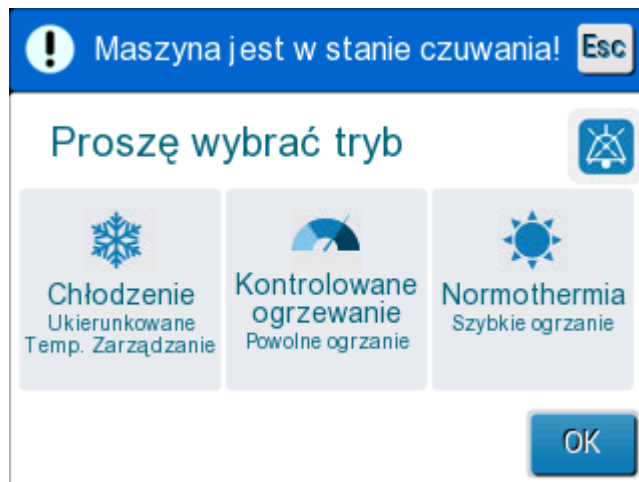 Maszyna jest w stanie czuwania!
Esc
Proszę wybrać tryb
Chłodzenie
Ukierunkowane
Temp. Zarządzanie
Kontrolowane
ogrzewanie
Powolne ogrzanie
Normothermia
Szybkie ogrzanie
OK